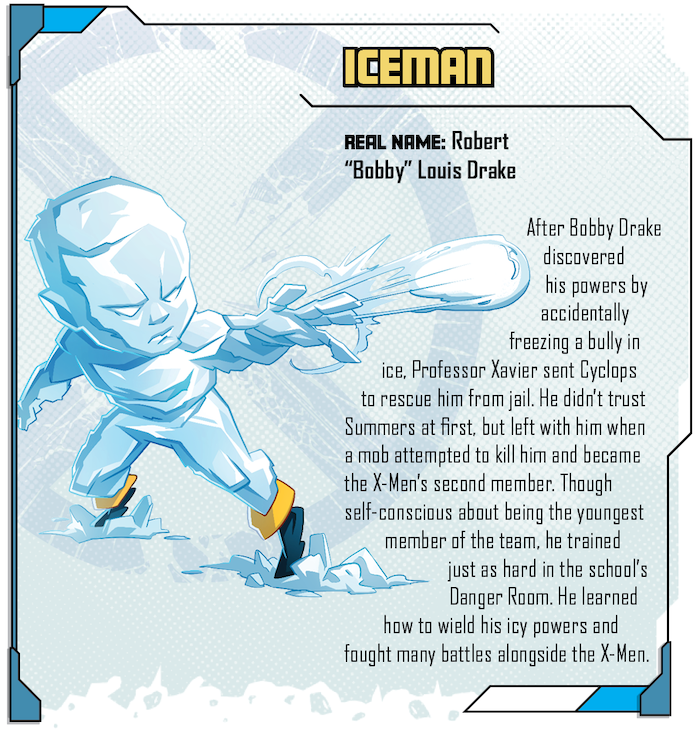 ICEMAN
REAL NAME: Robert
“Bobby” Louis Drake
After Bobby Drake
discovered
his powers by
accidentally
freezing a bully in
ice, Professor Xavier sent Cyclops
to rescue him from jail. He didn’t trust
Summers at first, but left with him when
a mob attempted to kill him and became
the X-Men’s second member. Though
self-conscious about being the youngest
member of the team, he trained
just as hard in the school’s
Danger Room. He learned
how to wield his icy powers and
fought many battles alongside the X-Men.